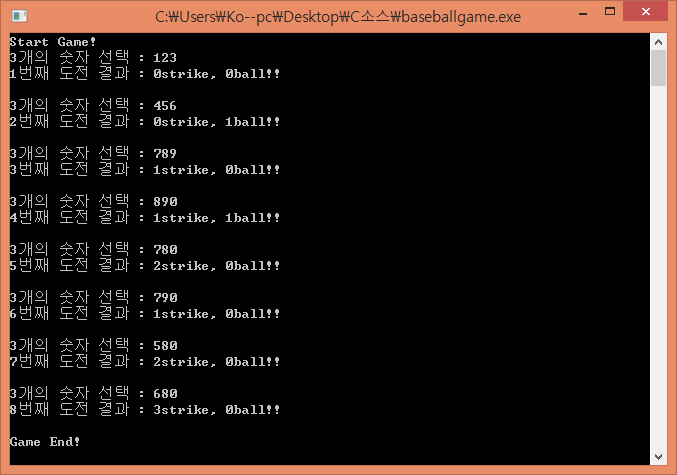 C:₩Users₩Ko--pc₩Desktop₩C소스₩baseballgame.exe
Start Game!
3개의 숫자 선택 : 123
1번째 도전 결과 : 0strike, 0ball!!
3개의 숫자 선택 : 456
2번째 도전 결과 : 0strike, 1ball!!
3개의 숫자 선택 : 789
3번째 도전 결과 : 1strike, 0ball!!
3개의 숫자 선택 : 890
4번째 도전 결과 : 1strike, 1ball!!
3개의 숫자 선택 : 780
5번째 도전 결과 : 2strike, 0ball!!
3개의 숫자 선택 : 790
6번째 도전 결과 : 1strike, 0ball!!
3개의 숫자 선택 : 580
7번째 도전 결과 : 2strike, 0ball!!
3개의 숫자 선택 : 680
8번째 도전 결과 : 3strike, 0ball!!
Game End!